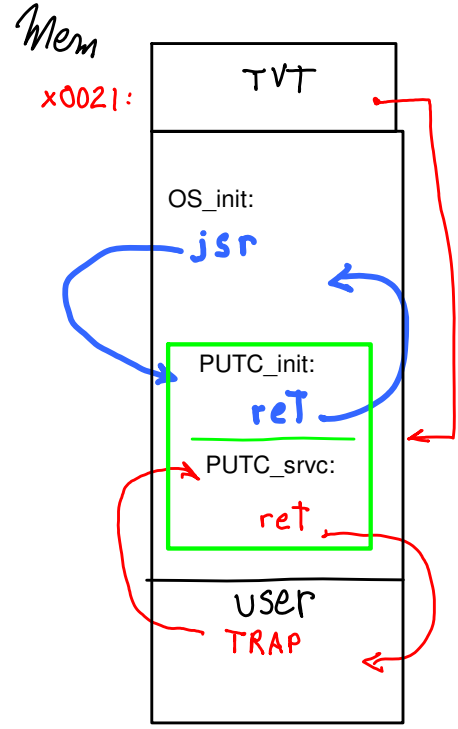 Mem
TVT
x0021:
OS_init:
jsr
PUTC_init:
ret
PUTC_srvc:
ret
user
TRAP